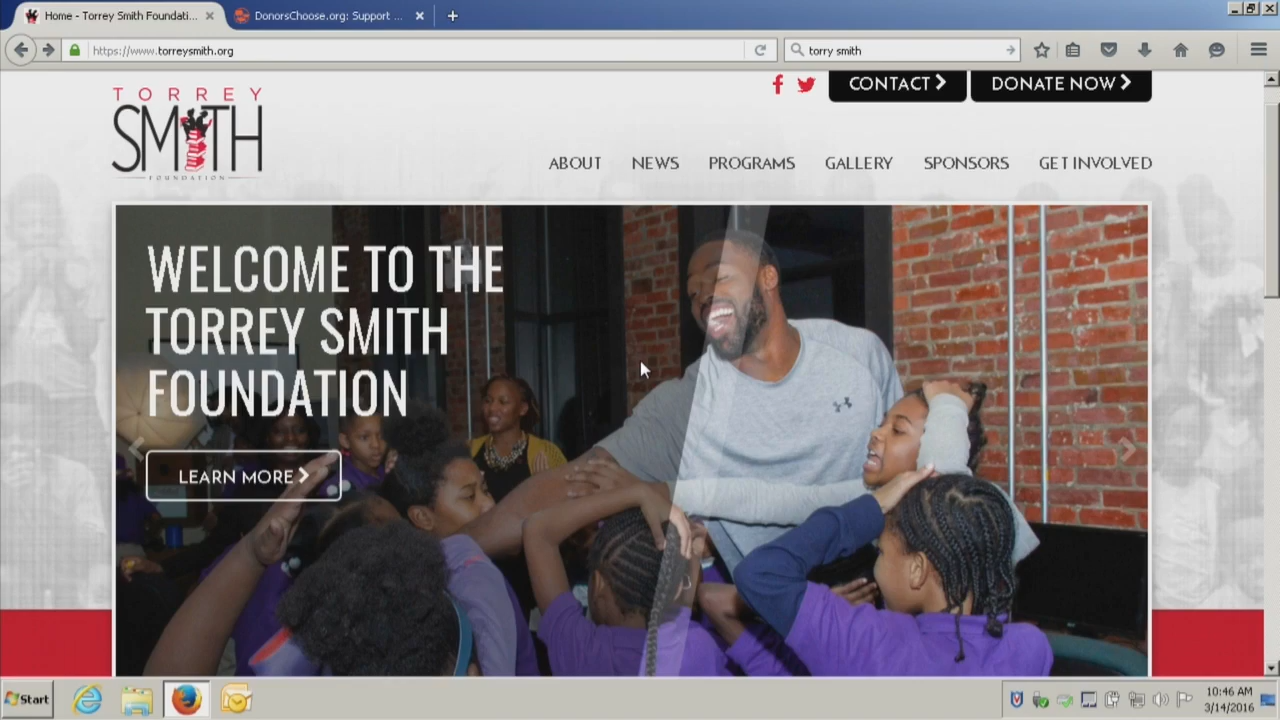 Home - Torrey Smith Foundati...
DonorsChoose.org: Support ...
https://www.torreysmith.org
torry smith
TORREY
SMITH
FOUNDATION
CONTACT
DONATE NOW
ABOUT
NEWS
PROGRAMS
GALLERY
SPONSORS
GET INVOLVED
WELCOME TO THE
TORREY SMITH
FOUNDATION
LEARN MORE
Start
10:46 AM
3/14/2016